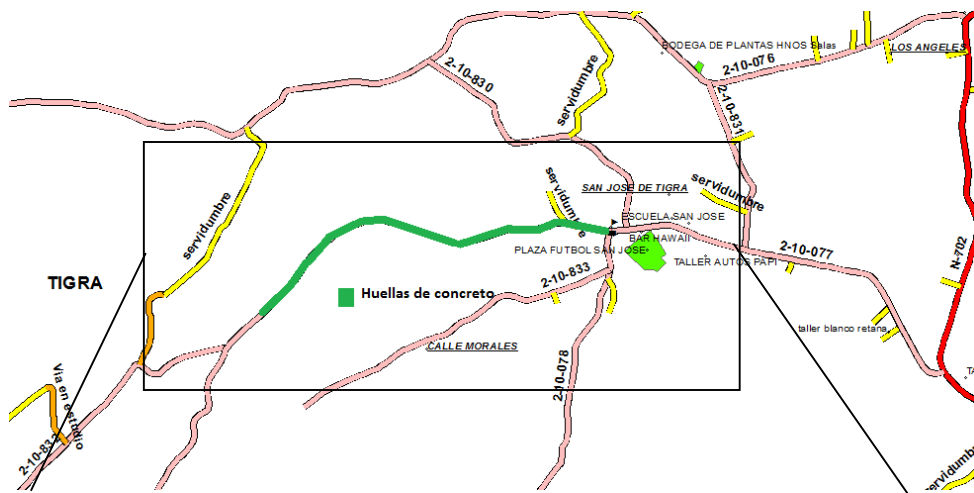 BODEGA DE PLANTAS HNOS Salas
LOS ANGELES
2-10-076
2-10-830
servidumbre
2-10-831
servidumbre
servidumbre
SAN JOSE DE TIGRA
servidumbre
ESCUELA SAN JOSE
BAR HAWAII
PLAZA FUTBOL SAN JOSE
TALLER AUTOS PAPI
2-10-077
N-702
TIGRA
Huellas de concreto
2-10-833
taller blanco retana
CALLE MORALES
Via en estudio
2-10-078
2-10-832
servidumbre